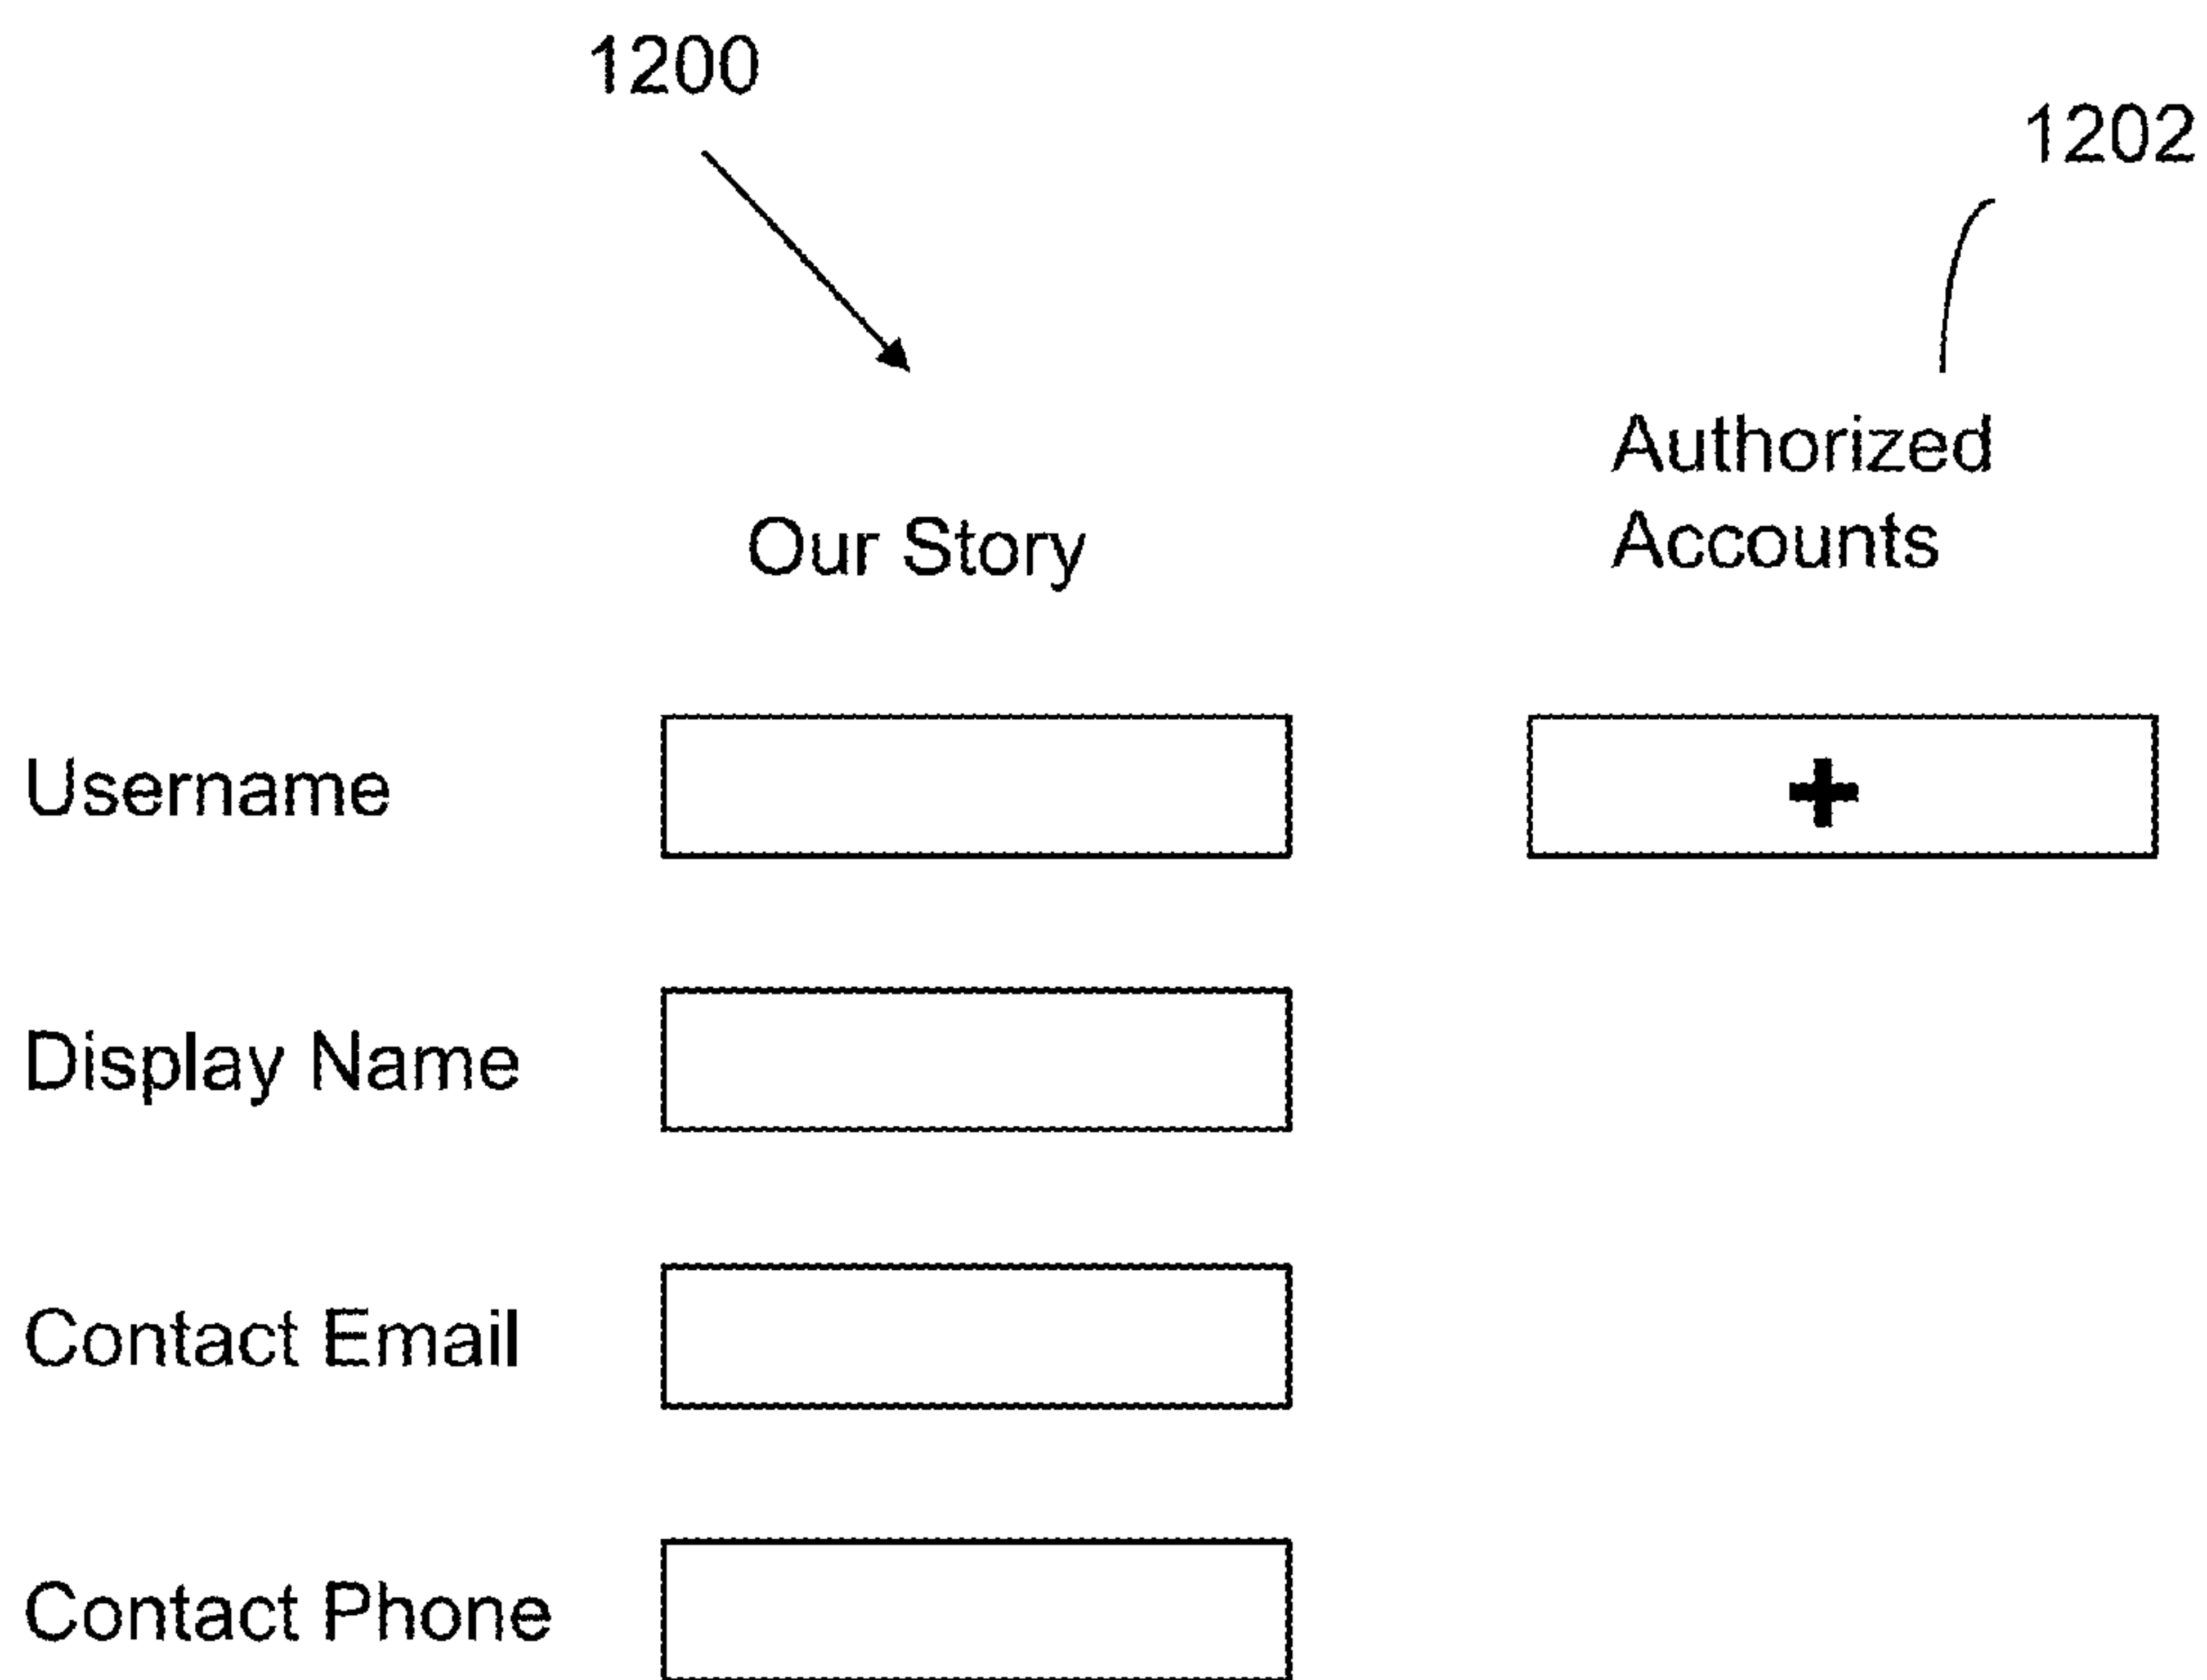 1200
1202
Authorized
Accounts
Our Story
Username
+
Display Name
Contact Email
Contact Phone